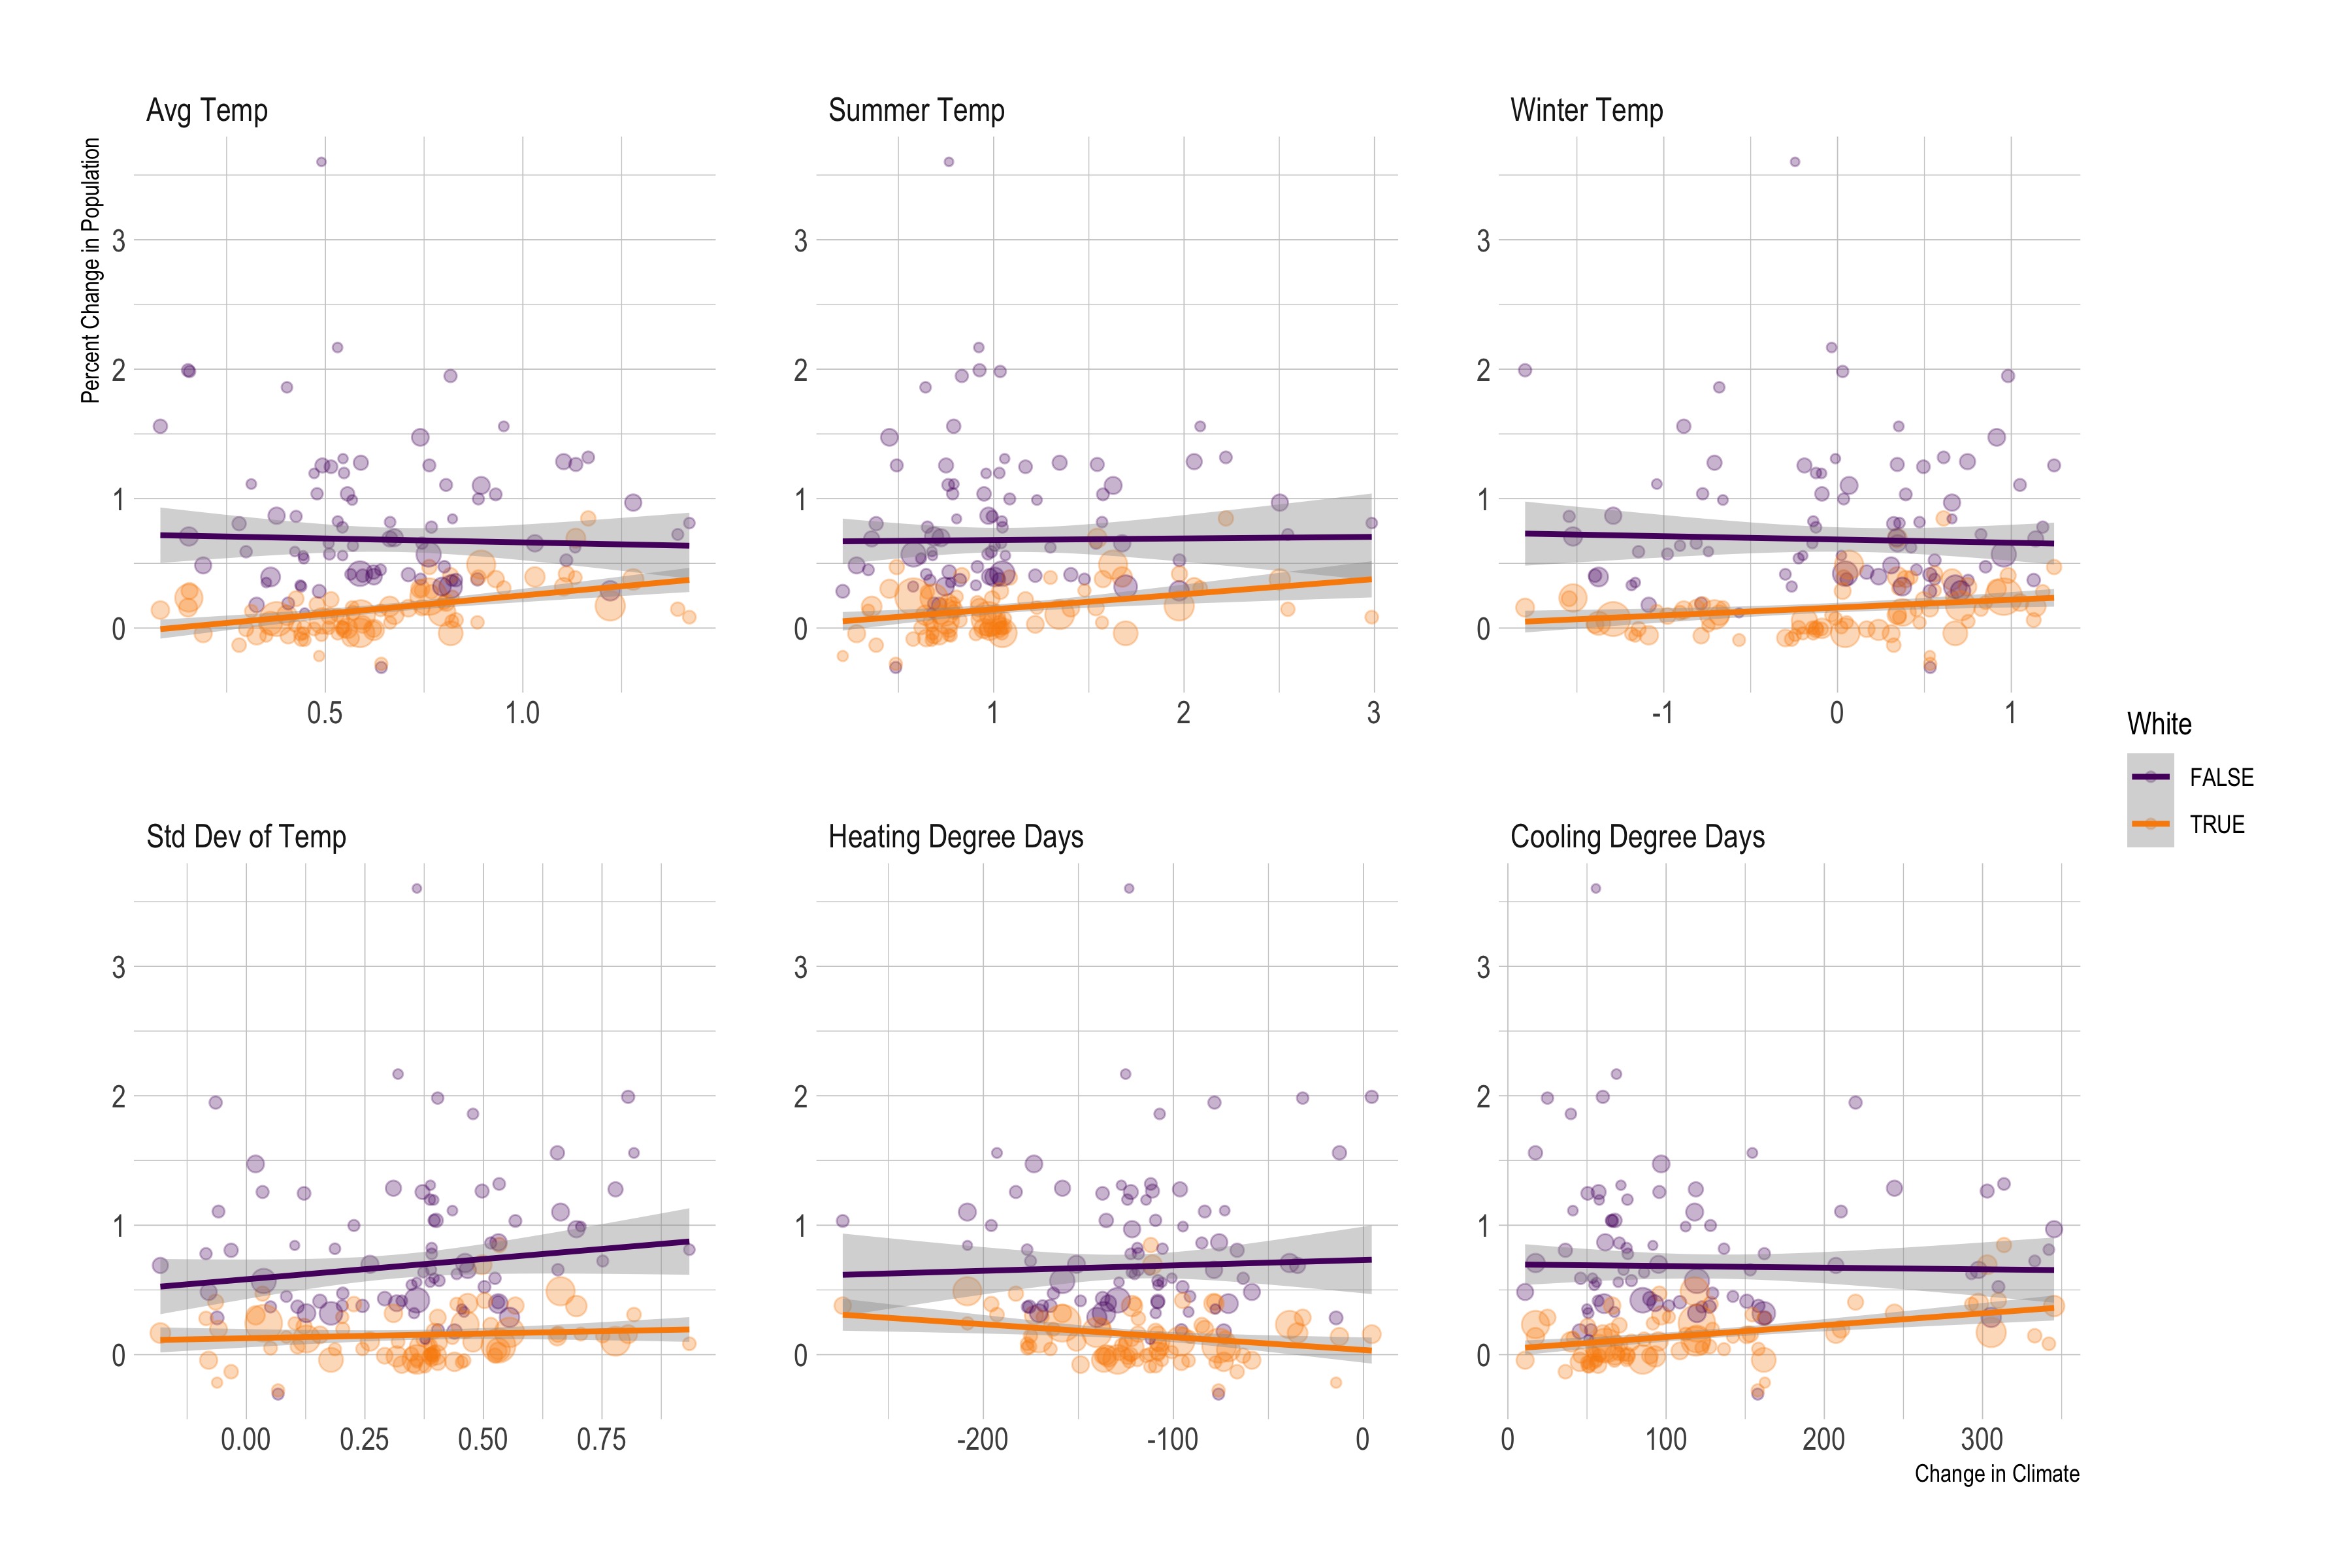 Avg Temp
Summer Temp
Winter Temp
Percent Change in Population
3
2
1
0
3
2
1
0
3
2
1
0
0.5 1.0
1 2 3
-1 0 1
White
FALSE
TRUE
Std Dev of Temp
Heating Degree Days
Cooling Degree Days
3
2
1
0
3
2
1
0
3
2
1
0
0.00 0.25 0.50 0.75
-200 -100 0
0 100 200 300
Change in Climate